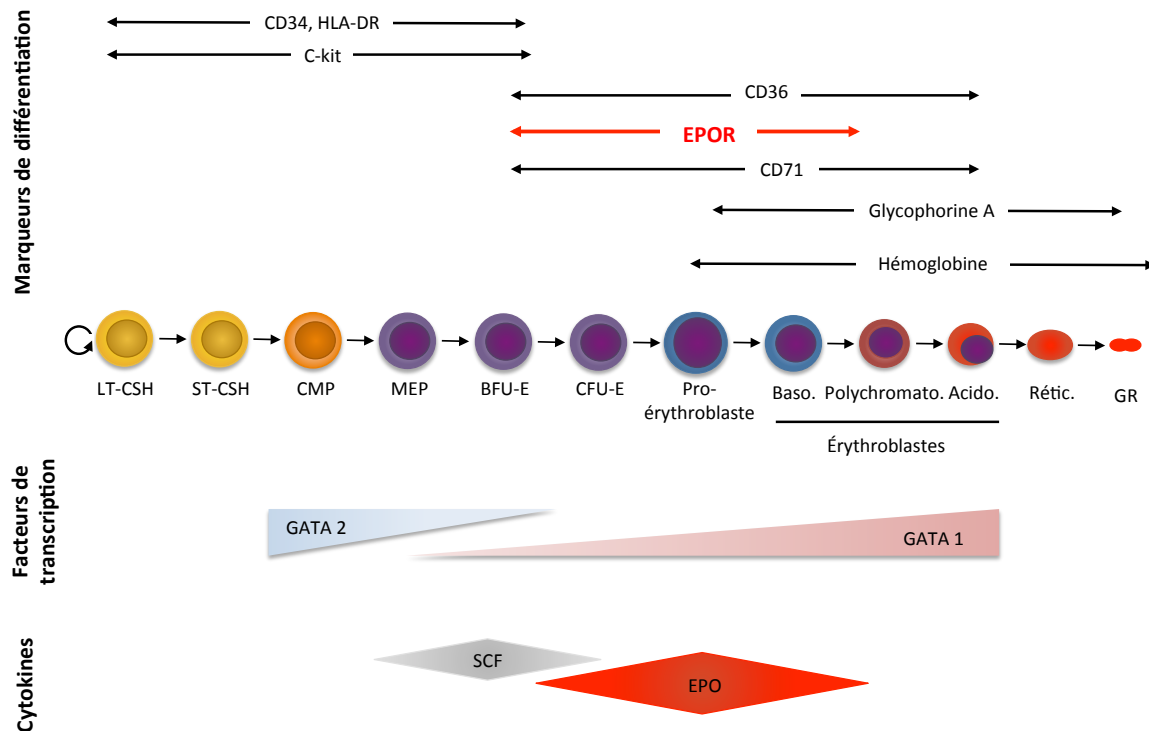 Marqueurs de différentiation
CD34, HLA-DR
C-kit
CD36
EPOR
CD71
Glycophorine A
Hémoglobine
LT-CSH
ST-CSH
CMP
MEP
BFU-E
CFU-E
Pro-
érythroblaste
Baso.
Polychromato.
Acido.
Rétic.
GR
Érythroblastes
Facteurs de
transcription
GATA 2
GATA 1
Cytokines
SCF
EPO